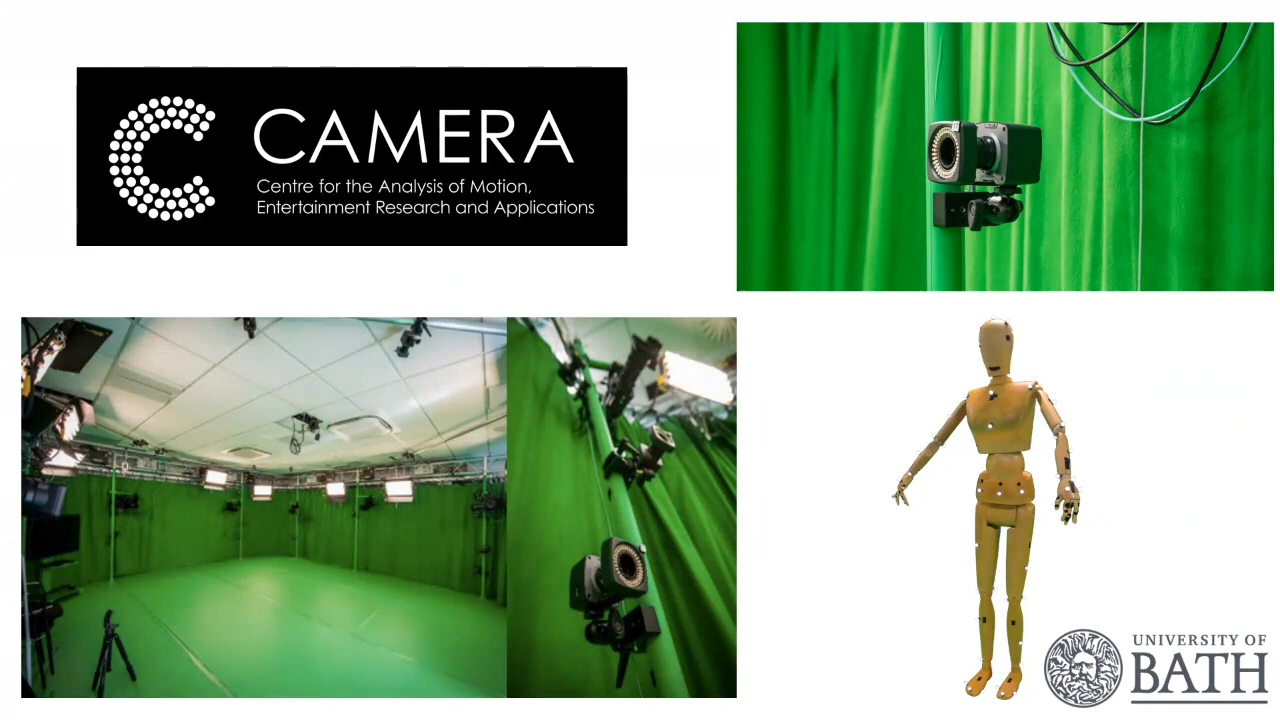 CAMERA
Centre for the Analysis of Motion,
Entertainment Research and Applications
UNIVERSITY OF
BATH